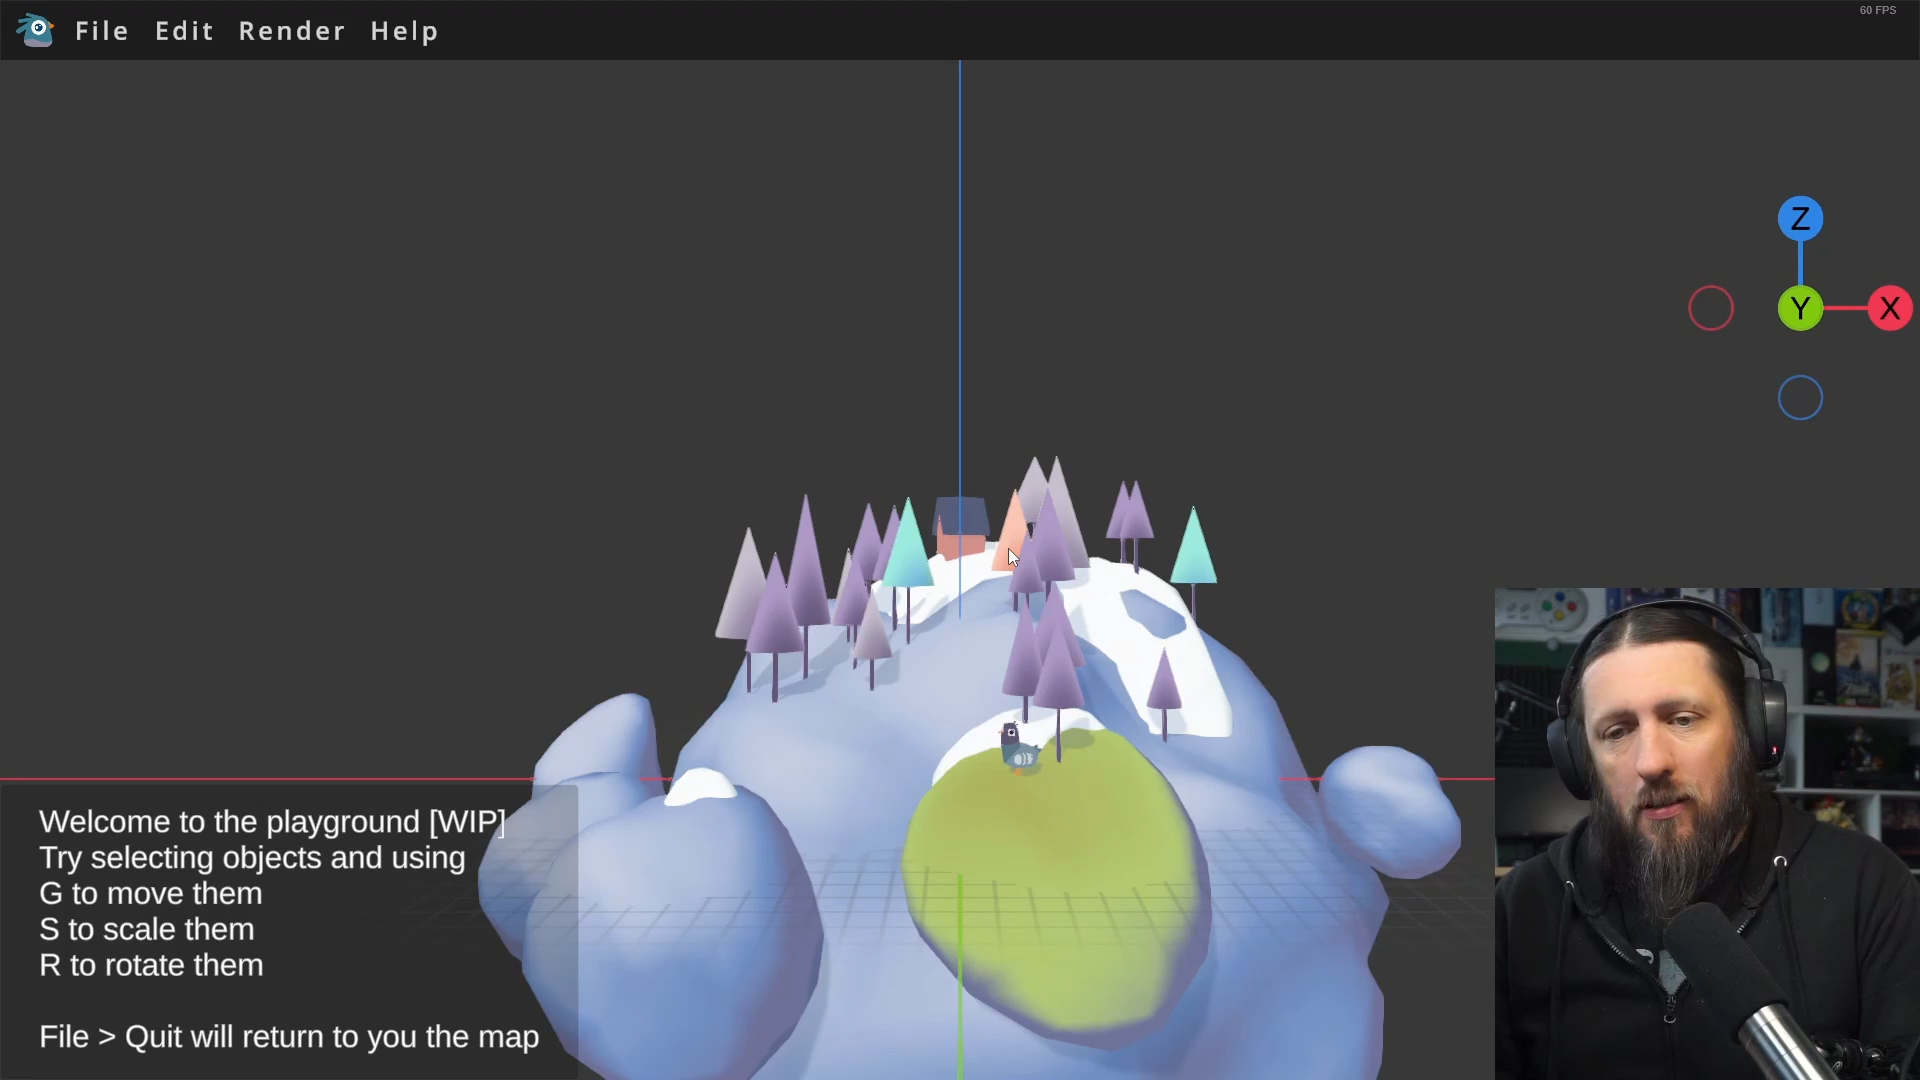 File Edit Render Help
60 FPS
Z
Y
X
Welcome to the playground [WIP]
Try selecting objects and using
G to move them
S to scale them
R to rotate them
File > Quit will return to you the map